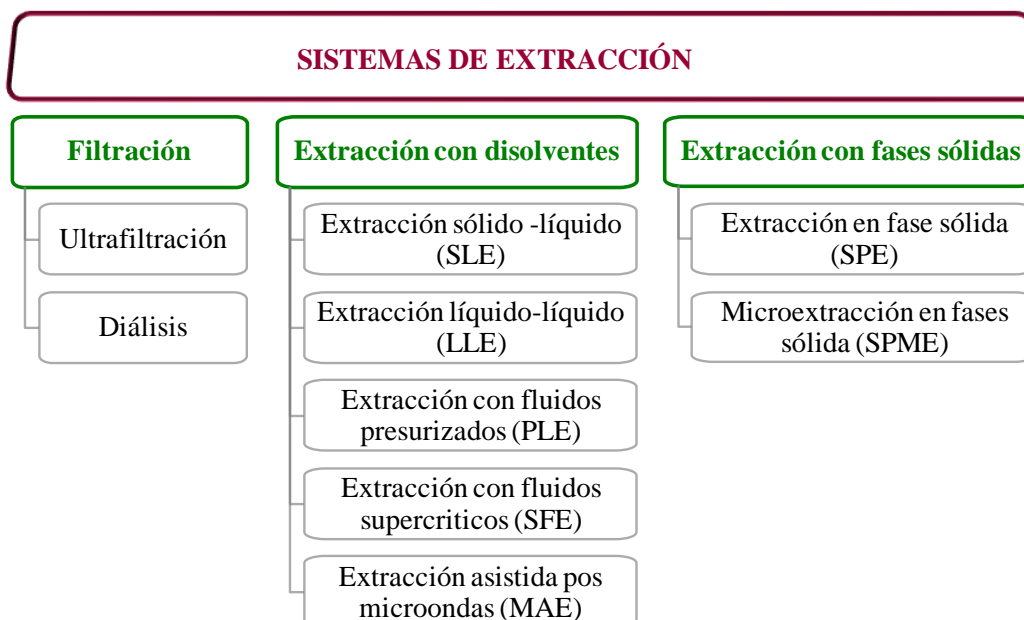 SISTEMAS DE EXTRACCIÓN
Filtración
Ultrafiltración
Diálisis
Extracción con disolventes
Extracción sólido -líquido
(SLE)
Extracción líquido-líquido
(LLE)
Extracción con fluidos
presurizados (PLE)
Extracción con fluidos
supercriticos (SFE)
Extracción asistida pos
microondas (MAE)
Extracción con fases sólidas
Extracción en fase sólida
(SPE)
Microextracción en fases
sólida (SPME)